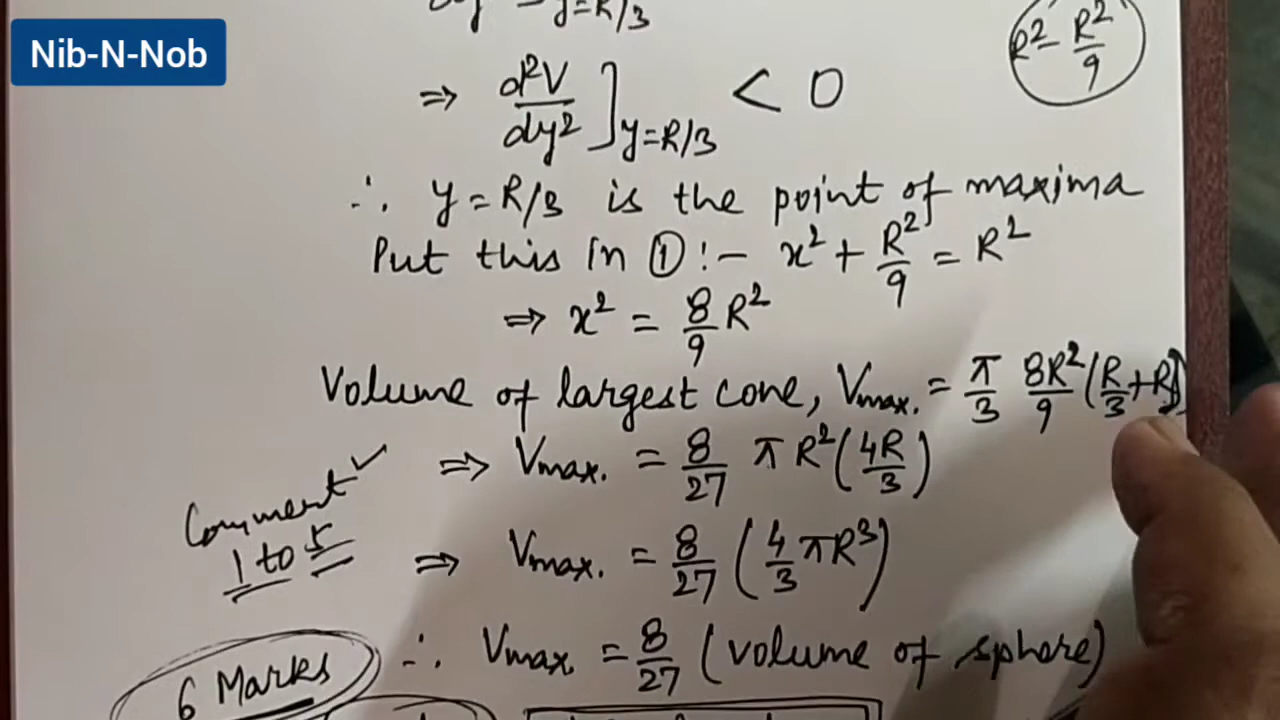 Nib-N-Nob
y=R/3
R² - R²/9
⇒ d²V/dy² ]y=R/3 < 0
∴ y=R/3 is the point of maxima
Put this in ① :- x² + R²/9 = R²
⇒ x² = 8/9 R²
Volume of largest cone, Vmax. = π/3 8R²/9 (R/3+R)
⇒ Vmax. = 8/27 πR² (4R/3)
Comment ✓
1 to 5
⇒ Vmax. = 8/27 (4/3 πR³)
6 Marks
∴ Vmax = 8/27 (volume of sphere)